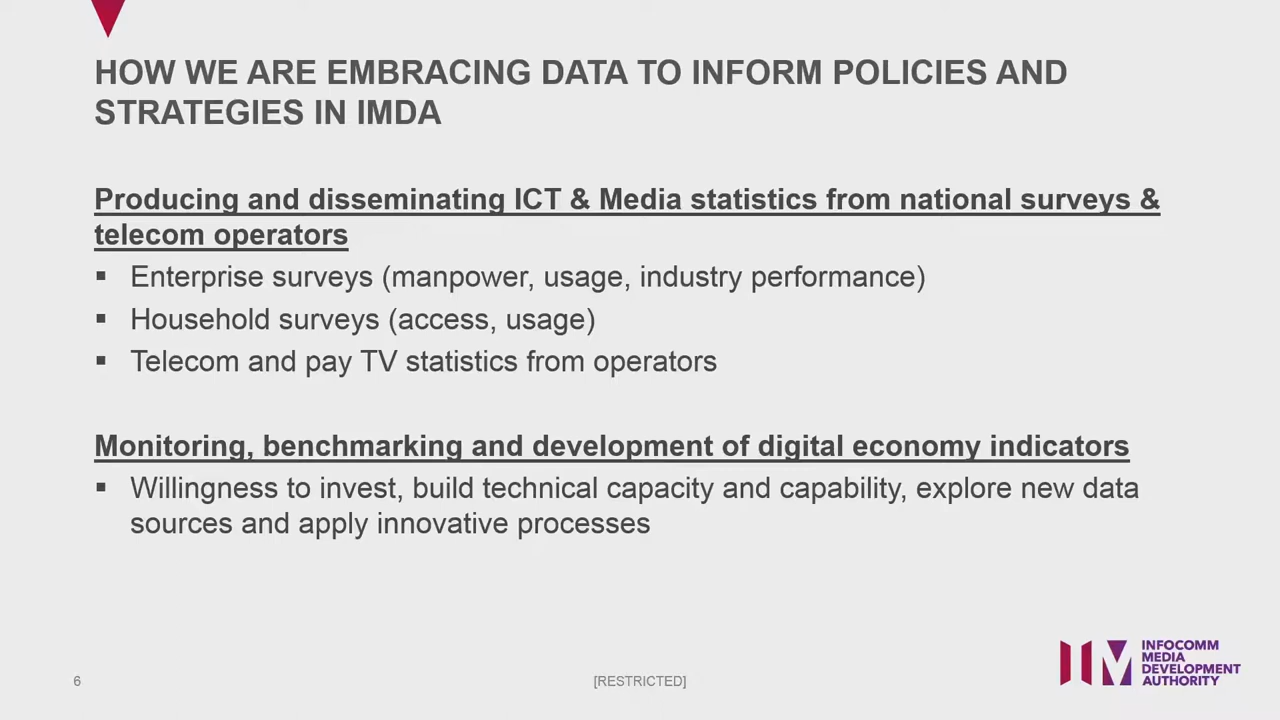 HOW WE ARE EMBRACING DATA TO INFORM POLICIES AND
STRATEGIES IN IMDA
Producing and disseminating ICT & Media statistics from national surveys &
telecom operators
▪ Enterprise surveys (manpower, usage, industry performance)
▪ Household surveys (access, usage)
▪ Telecom and pay TV statistics from operators
Monitoring, benchmarking and development of digital economy indicators
▪ Willingness to invest, build technical capacity and capability, explore new data
sources and apply innovative processes
6
[RESTRICTED]
IM
INFOCOMM
MEDIA
DEVELOPMENT
AUTHORITY